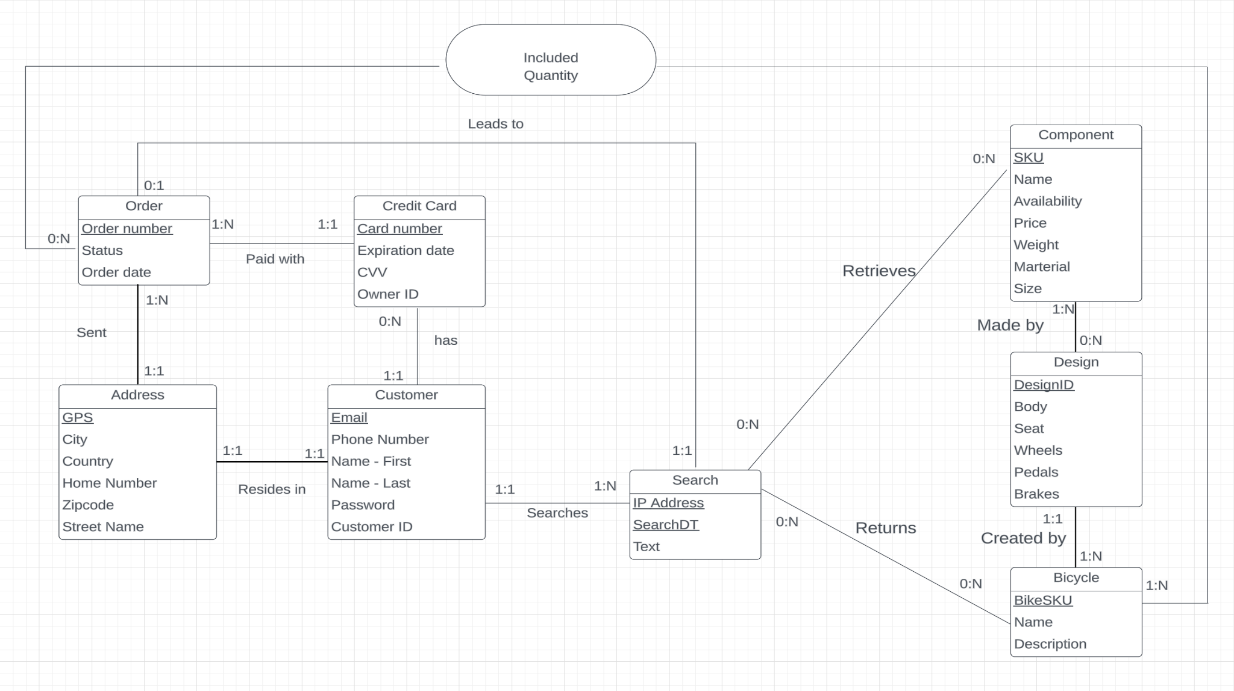 Included
Quantity
Leads to
Component
0:N
SKU
Name
Availability
Price
Weight
Marterial
Size
0:1
Order
Order number
Status
Order date
0:N
1:N
1:1
Paid with
Credit Card
Card number
Expiration date
CVV
Owner ID
Retrieves
1:N
Sent
1:1
0:N
has
1:1
1:N
Made by
0:N
Address
GPS
City
Country
Home Number
Zipcode
Street Name
1:1
1:1
Resides in
Customer
Email
Phone Number
Name - First
Name - Last
Password
Customer ID
Design
DesignID
Body
Seat
Wheels
Pedals
Brakes
0:N
1:1
1:1
1:N
Searches
Search
IP Address
SearchDT
Text
0:N
Returns
0:N
1:1
Created by
1:N
Bicycle
BikeSKU
Name
Description
1:N